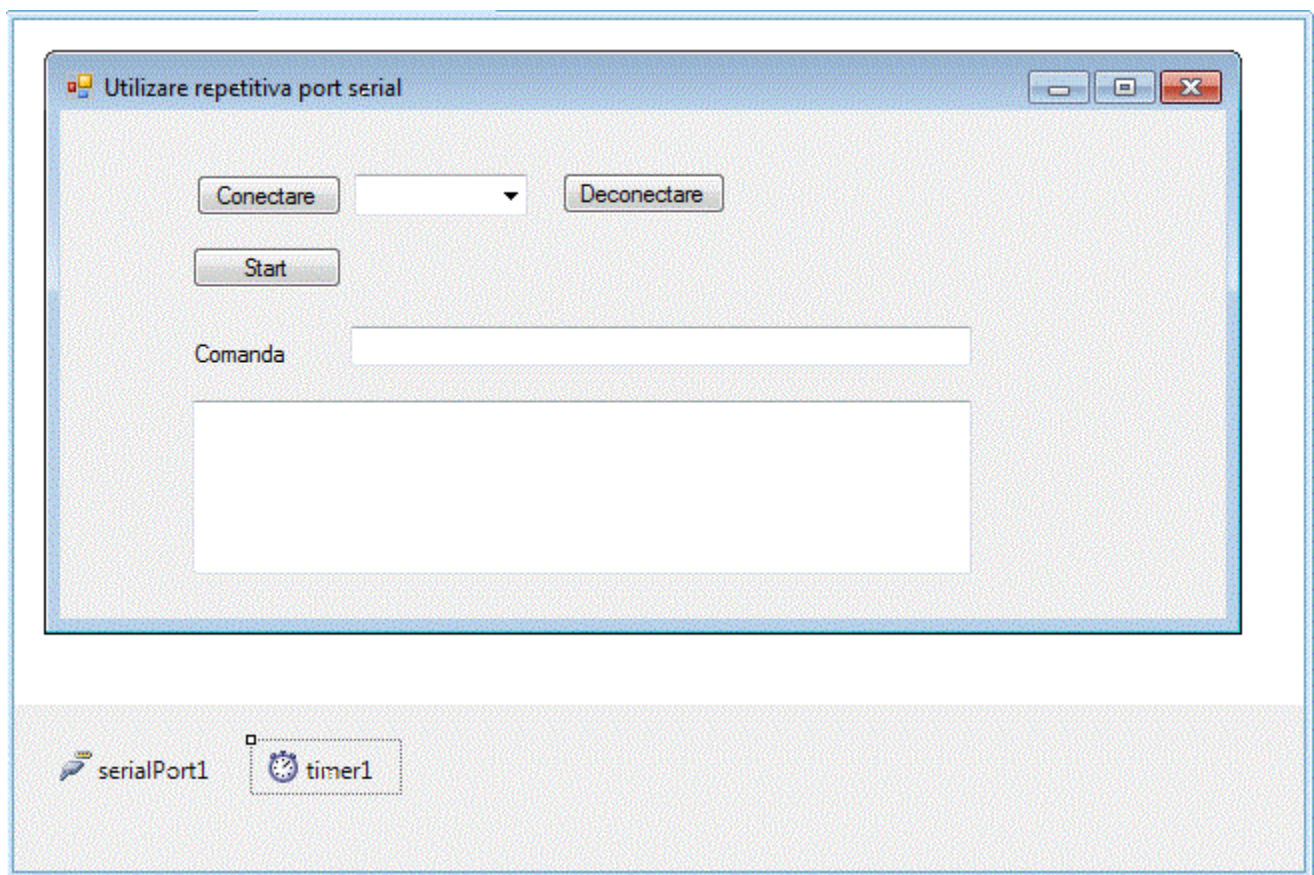 Utilizare repetitiva port serial
Conectare
Deconectare
Start
Comanda
serialPort1
timer1